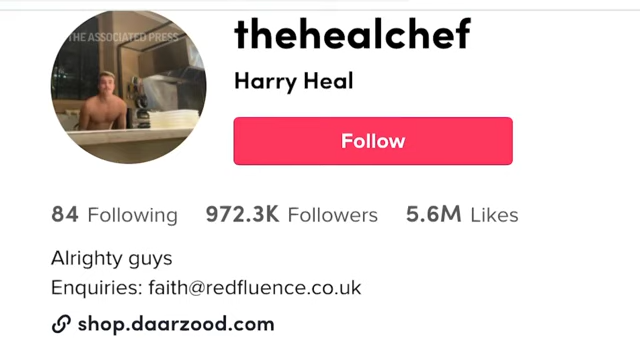 THE ASSOCIATED PRESS
thehealchef
Harry Heal
Follow
84 Following 972.3K Followers 5.6M Likes
Alrighty guys
Enquiries: faith@redfluence.co.uk
shop.daarzood.com